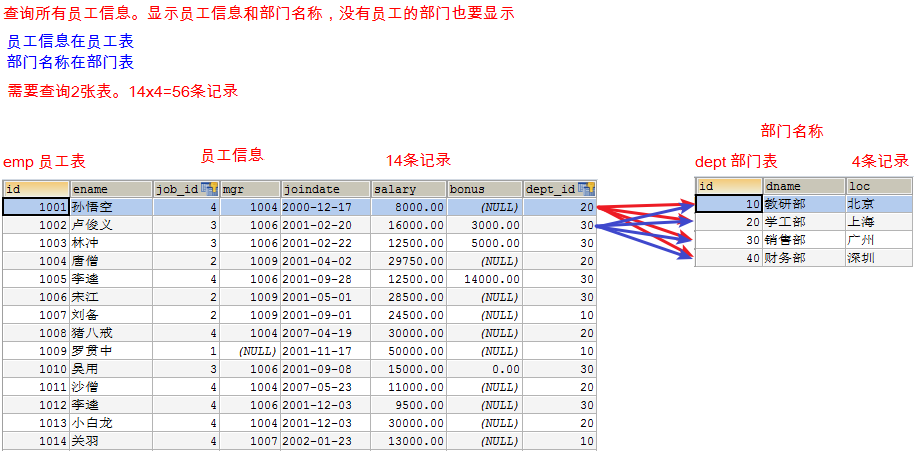 查询所有员工信息。显示员工信息和部门名称，没有员工的部门也要显示
员工信息在员工表
部门名称在部门表
需要查询2张表。14x4=56条记录
部门名称
emp 员工表 员工信息 14条记录 dept 部门表 4条记录
id ename job_id mgr joindate salary bonus dept_id
1001 孙悟空 4 1004 2000-12-17 8000.00 (NULL) 20
1002 卢俊义 3 1006 2001-02-20 16000.00 3000.00 30
1003 林冲 3 1006 2001-02-22 12500.00 5000.00 30
1004 唐僧 2 1009 2001-04-02 29750.00 (NULL) 20
1005 李逵 4 1006 2001-09-28 12500.00 14000.00 30
1006 宋江 2 1009 2001-05-01 28500.00 (NULL) 30
1007 刘备 2 1009 2001-09-01 24500.00 (NULL) 10
1008 猪八戒 4 1004 2007-04-19 30000.00 (NULL) 20
1009 罗贯中 1 (NULL) 2001-11-17 50000.00 (NULL) 10
1010 吴用 3 1006 2001-09-08 15000.00 0.00 30
1011 沙僧 4 1004 2007-05-23 11000.00 (NULL) 20
1012 李逵 4 1006 2001-12-03 9500.00 (NULL) 30
1013 小白龙 4 1004 2001-12-03 30000.00 (NULL) 20
1014 关羽 4 1007 2002-01-23 13000.00 (NULL) 10
id dname loc
10 教研部 北京
20 学工部 上海
30 销售部 广州
40 财务部 深圳